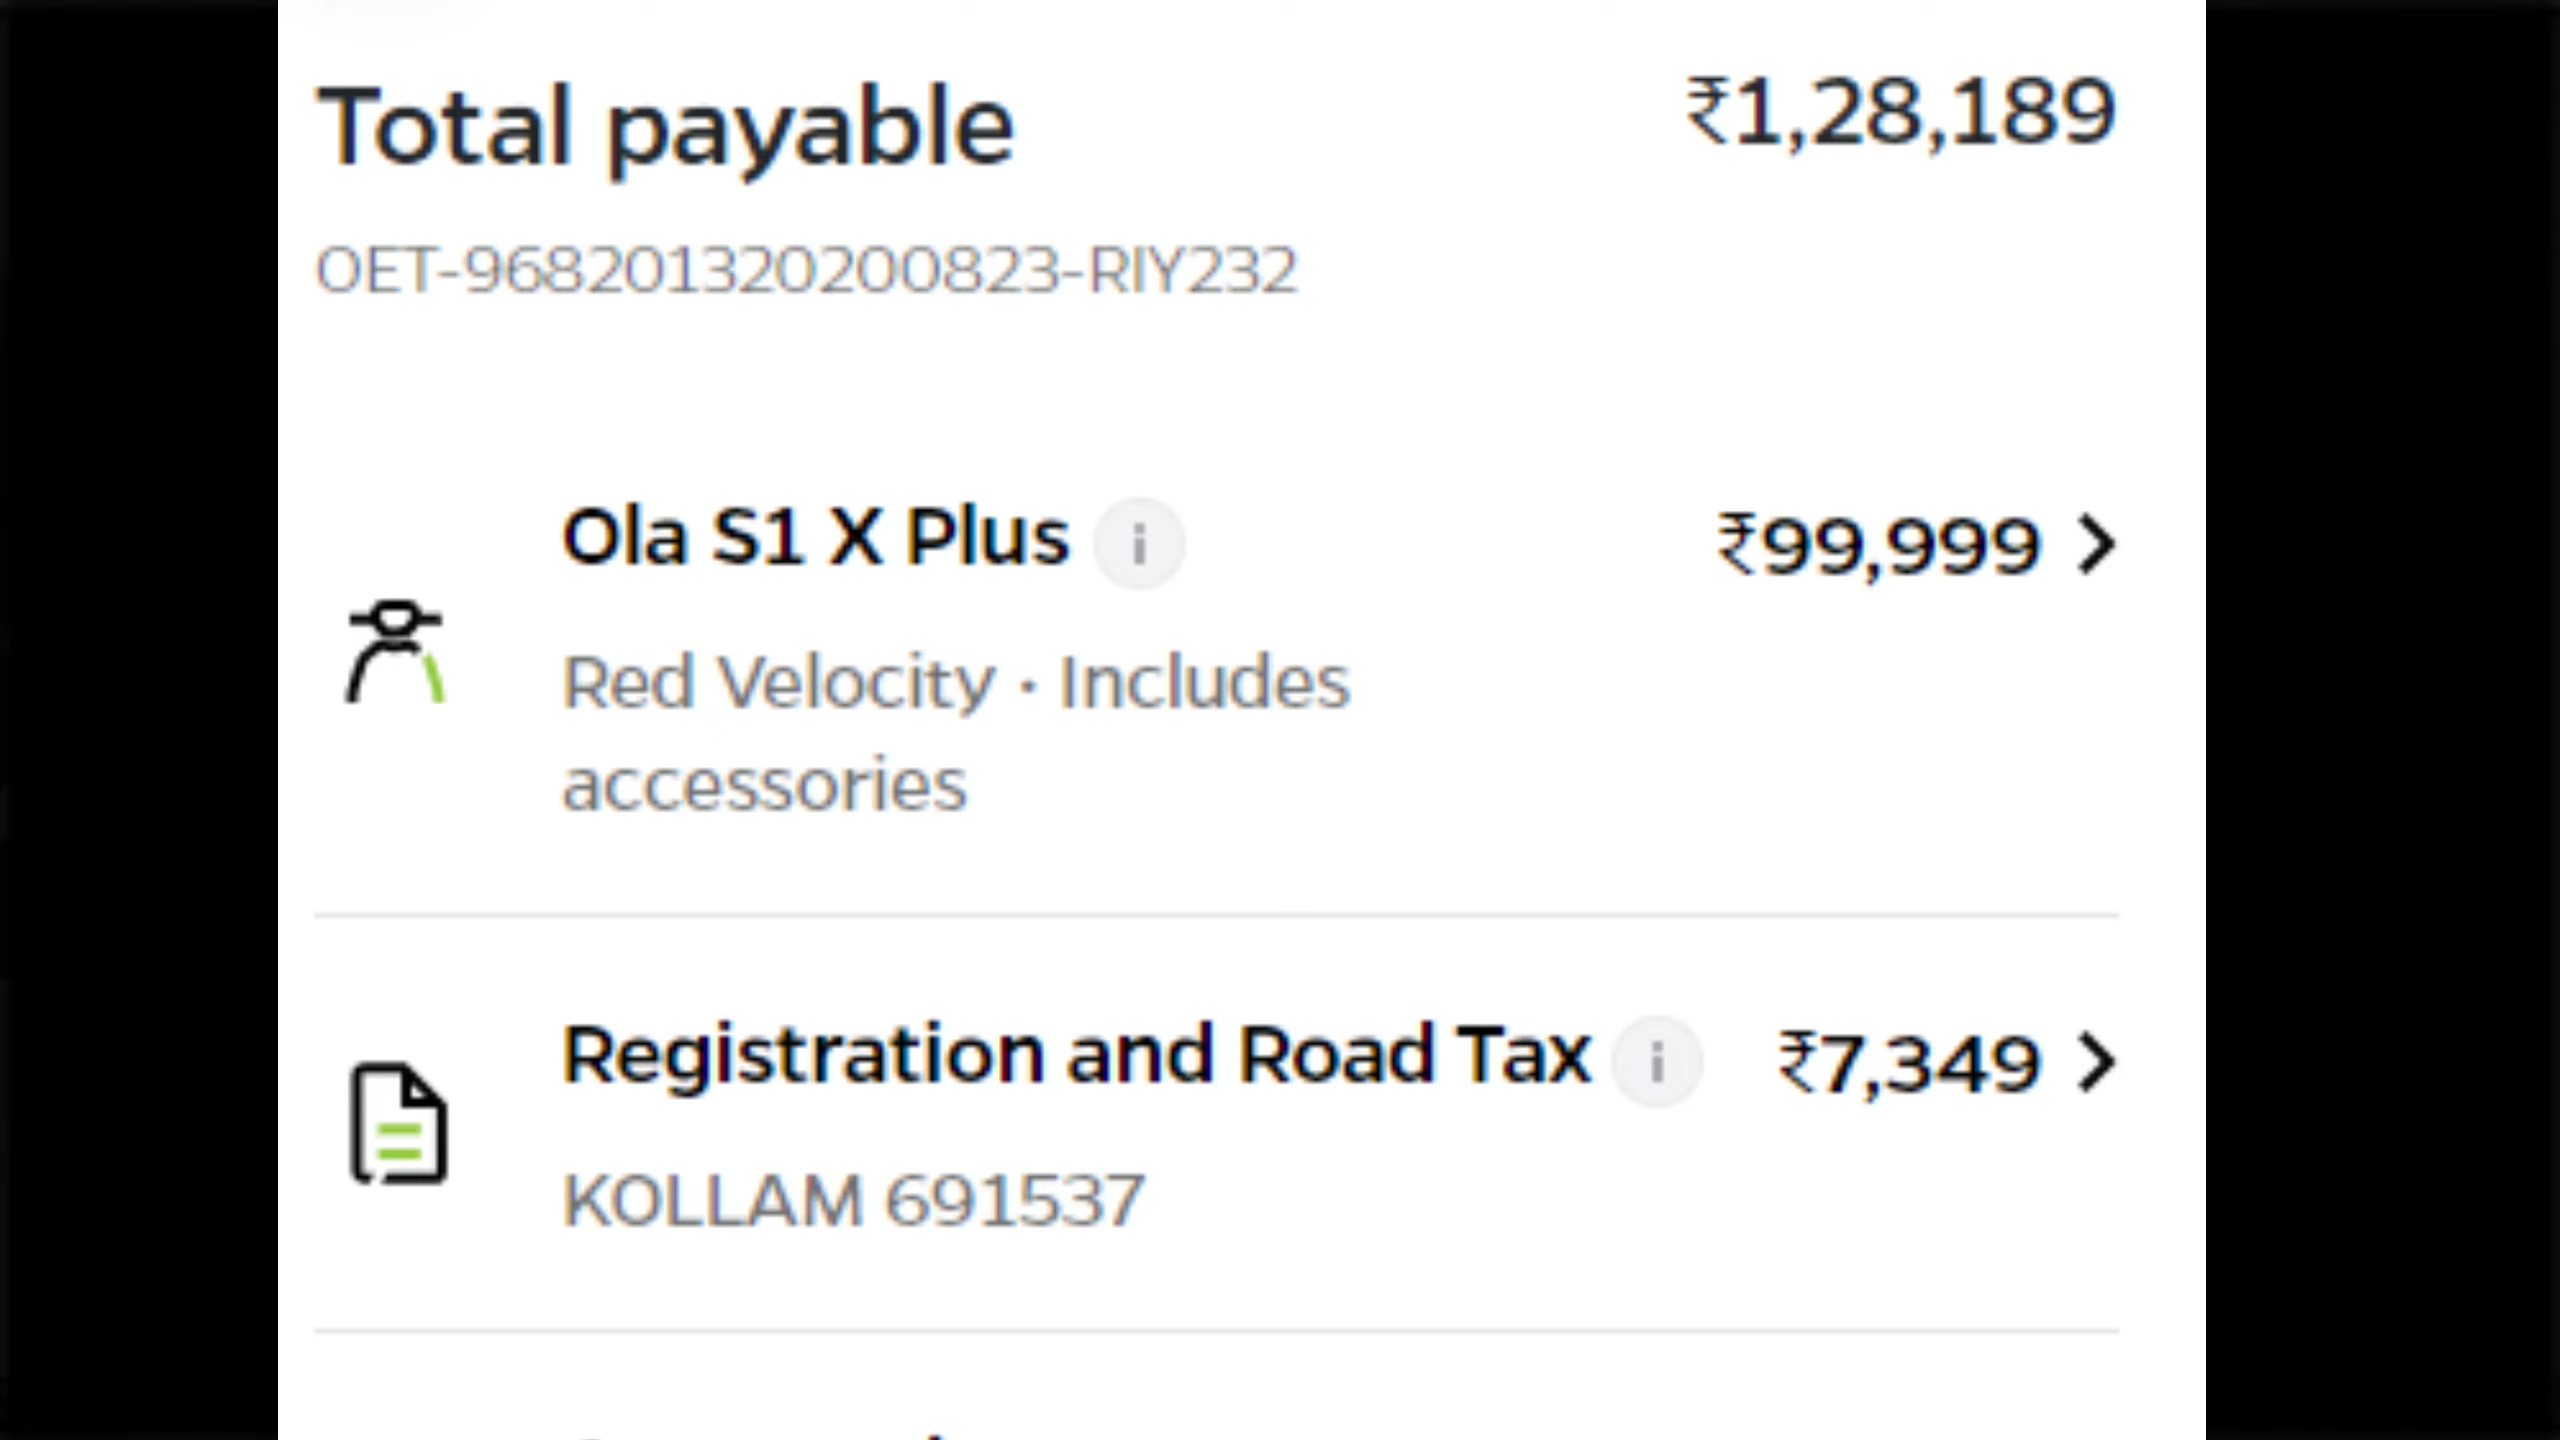 Total payable ₹1,28,189
OET-968201320200823-RIY232
Ola S1 X Plus i ₹99,999
Red Velocity · Includes
accessories
Registration and Road Tax i ₹7,349
KOLLAM 691537